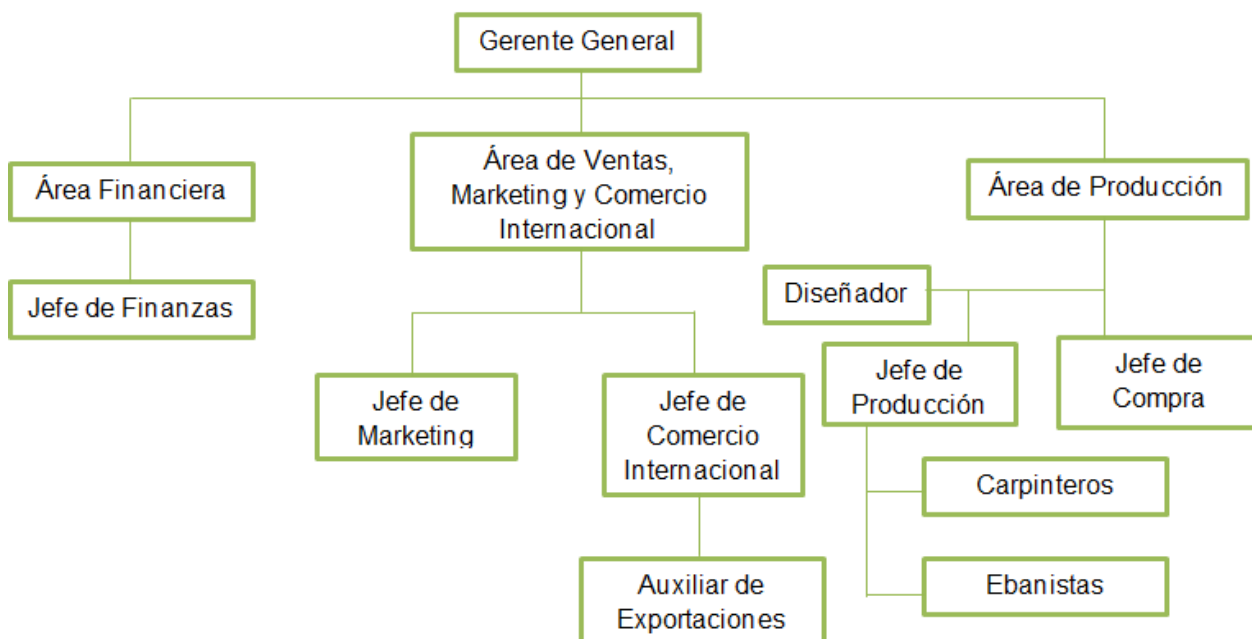 Gerente General
Área Financiera
Área de Ventas,
Marketing y Comercio
Internacional
Área de Producción
Jefe de Finanzas
Diseñador
Jefe de
Marketing
Jefe de
Comercio
Internacional
Jefe de
Producción
Jefe de
Compra
Carpinteros
Auxiliar de
Exportaciones
Ebanistas